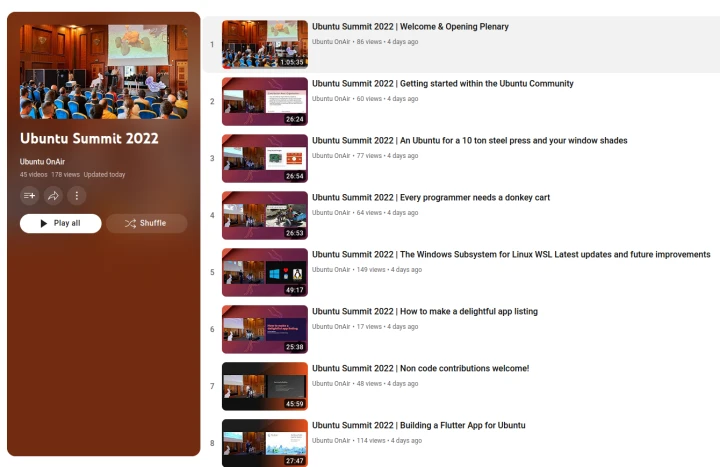 Ubuntu Summit 2022
Ubuntu OnAir
45 videos 178 views Updated today
Play all
Shuffle
1
1:05:35
Ubuntu Summit 2022 | Welcome & Opening Plenary
Ubuntu OnAir • 86 views • 4 days ago
2
26:24
Ubuntu Summit 2022 | Getting started within the Ubuntu Community
Ubuntu OnAir • 60 views • 4 days ago
3
26:54
Ubuntu Summit 2022 | An Ubuntu for a 10 ton steel press and your window shades
Ubuntu OnAir • 77 views • 4 days ago
4
26:53
Ubuntu Summit 2022 | Every programmer needs a donkey cart
Ubuntu OnAir • 64 views • 4 days ago
5
49:17
Ubuntu Summit 2022 | The Windows Subsystem for Linux WSL Latest updates and future improvements
Ubuntu OnAir • 149 views • 4 days ago
6
How to make a
delightful app listing
25:38
Ubuntu Summit 2022 | How to make a delightful app listing
Ubuntu OnAir • 17 views • 4 days ago
7
45:59
Ubuntu Summit 2022 | Non code contributions welcome!
Ubuntu OnAir • 48 views • 4 days ago
8
27:47
Ubuntu Summit 2022 | Building a Flutter App for Ubuntu
Ubuntu OnAir • 114 views • 4 days ago